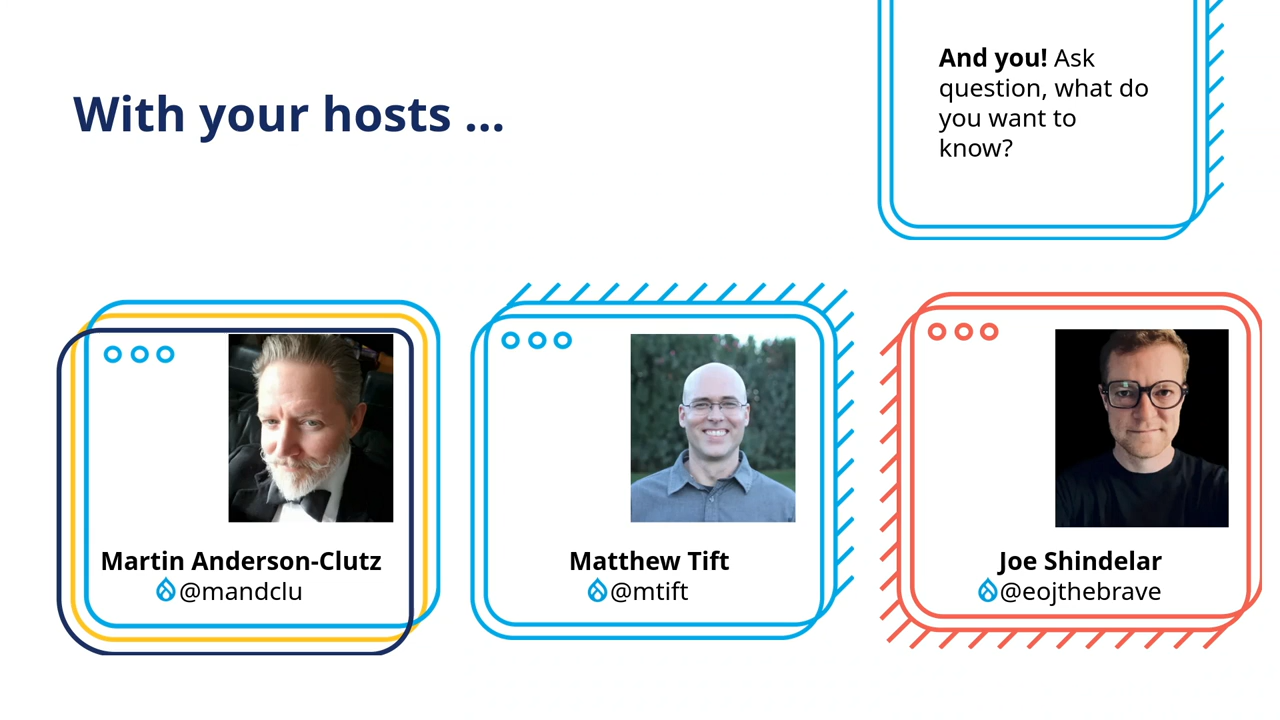 With your hosts ...
And you! Ask
question, what do
you want to
know?
Martin Anderson-Clutz
@mandclu
Matthew Tift
@mtift
Joe Shindelar
@eojthebrave